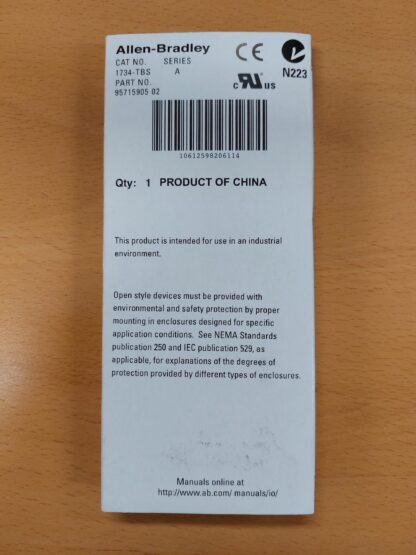 Allen-Bradley
CAT NO. SERIES
1734-TBS A
PART NO.
95715905 02
CE
N223
c RU us
10612598206114
Qty: 1 PRODUCT OF CHINA
This product is intended for use in an industrial
environment.
Open style devices must be provided with
environmental and safety protection by proper
mounting in enclosures designed for specific
application conditions. See NEMA Standards
publication 250 and IEC publication 529, as
applicable, for explanations of the degrees of
protection provided by different types of enclosures.
Manuals online at
http://www.ab.com/ manuals/io/